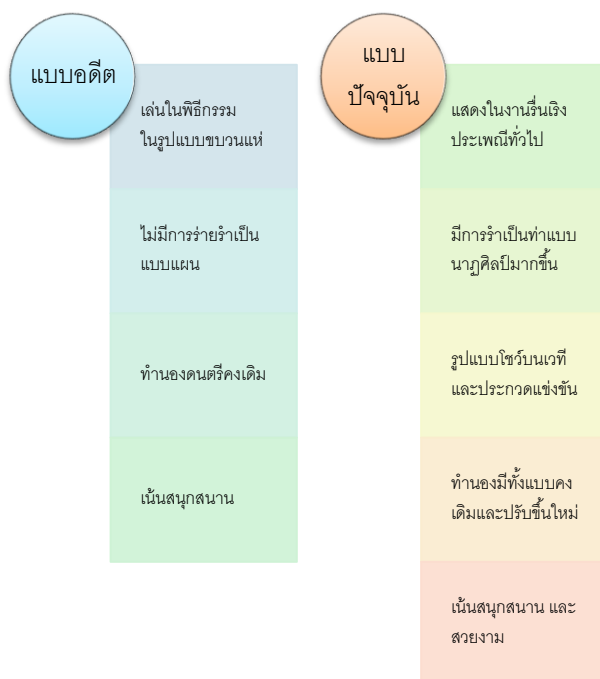 แบบอดีต
เล่นในพิธีกรรม
ในรูปแบบขบวนแห่
ไม่มีการร่ายรำเป็น
แบบแผน
ทำนองดนตรีคงเดิม
เน้นสนุกสนาน
แบบ
ปัจจุบัน
แสดงในงานรื่นเริง
ประเพณีทั่วไป
มีการรำเป็นท่าแบบ
นาฏศิลป์มากขึ้น
รูปแบบโชว์บนเวที
และประกวดแข่งขัน
ทำนองมีทั้งแบบคง
เดิมและปรับขึ้นใหม่
เน้นสนุกสนาน และ
สวยงาม